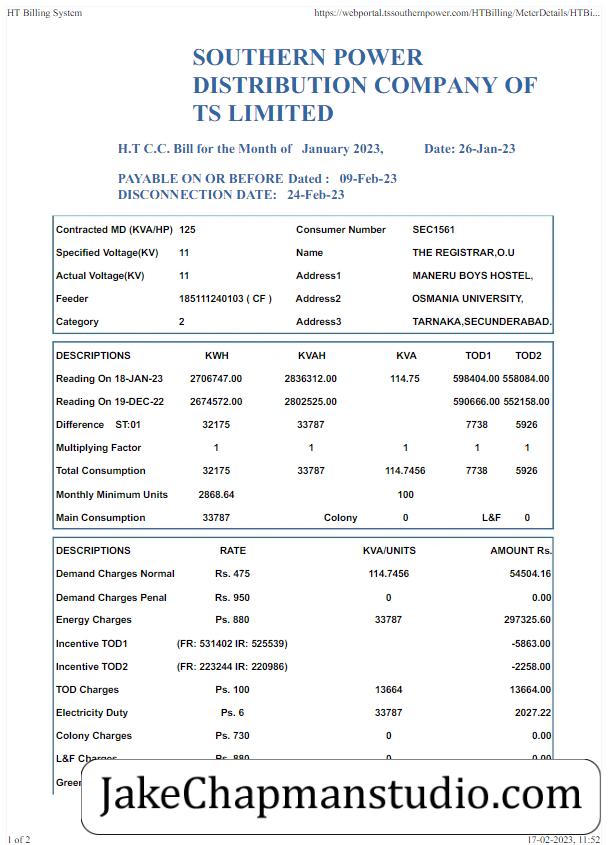 HT Billing System https://webportal.tssouthernpower.com/HTBilling/MeterDetails/HTBi...
SOUTHERN POWER
DISTRIBUTION COMPANY OF
TS LIMITED
H.T C.C. Bill for the Month of January 2023, Date: 26-Jan-23
PAYABLE ON OR BEFORE Dated : 09-Feb-23
DISCONNECTION DATE: 24-Feb-23
Contracted MD (KVA/HP) 125 Consumer Number SEC1561
Specified Voltage(KV) 11 Name THE REGISTRAR,O.U
Actual Voltage(KV) 11 Address1 MANERU BOYS HOSTEL,
Feeder 185111240103 ( CF ) Address2 OSMANIA UNIVERSITY,
Category 2 Address3 TARNAKA,SECUNDERABAD.
DESCRIPTIONS KWH KVAH KVA TOD1 TOD2
Reading On 18-JAN-23 2706747.00 2836312.00 114.75 598404.00 558084.00
Reading On 19-DEC-22 2674572.00 2802525.00 590666.00 552158.00
Difference ST:01 32175 33787 7738 5926
Multiplying Factor 1 1 1 1 1
Total Consumption 32175 33787 114.7456 7738 5926
Monthly Minimum Units 2868.64 100
Main Consumption 33787 Colony 0 L&F 0
DESCRIPTIONS RATE KVA/UNITS AMOUNT Rs.
Demand Charges Normal Rs. 475 114.7456 54504.16
Demand Charges Penal Rs. 950 0 0.00
Energy Charges Ps. 880 33787 297325.60
Incentive TOD1 (FR: 531402 IR: 525539) -5863.00
Incentive TOD2 (FR: 223244 IR: 220986) -2258.00
TOD Charges Ps. 100 13664 13664.00
Electricity Duty Ps. 6 33787 2027.22
Colony Charges Ps. 730 0 0.00
L&F Charges Ps. 880 0 0.00
JakeChapmanstudio.com
1 of 2 17-02-2023, 11:52